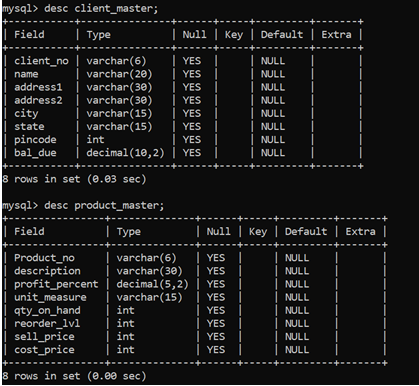 mysql> desc client_master;
+-----------+---------------+------+-----+---------+-------+
| Field     | Type          | Null | Key | Default | Extra |
+-----------+---------------+------+-----+---------+-------+
| client_no | varchar(6)    | YES  |     | NULL    |       |
| name      | varchar(20)   | YES  |     | NULL    |       |
| address1  | varchar(30)   | YES  |     | NULL    |       |
| address2  | varchar(30)   | YES  |     | NULL    |       |
| city      | varchar(15)   | YES  |     | NULL    |       |
| state     | varchar(15)   | YES  |     | NULL    |       |
| pincode   | int           | YES  |     | NULL    |       |
| bal_due   | decimal(10,2) | YES  |     | NULL    |       |
+-----------+---------------+------+-----+---------+-------+
8 rows in set (0.03 sec)
mysql> desc product_master;
+----------------+--------------+------+-----+---------+-------+
| Field          | Type         | Null | Key | Default | Extra |
+----------------+--------------+------+-----+---------+-------+
| Product_no     | varchar(6)   | YES  |     | NULL    |       |
| description    | varchar(30)  | YES  |     | NULL    |       |
| profit_percent | decimal(5,2) | YES  |     | NULL    |       |
| unit_measure   | varchar(15)  | YES  |     | NULL    |       |
| qty_on_hand    | int          | YES  |     | NULL    |       |
| reorder_lvl    | int          | YES  |     | NULL    |       |
| sell_price     | int          | YES  |     | NULL    |       |
| cost_price     | int          | YES  |     | NULL    |       |
+----------------+--------------+------+-----+---------+-------+
8 rows in set (0.00 sec)